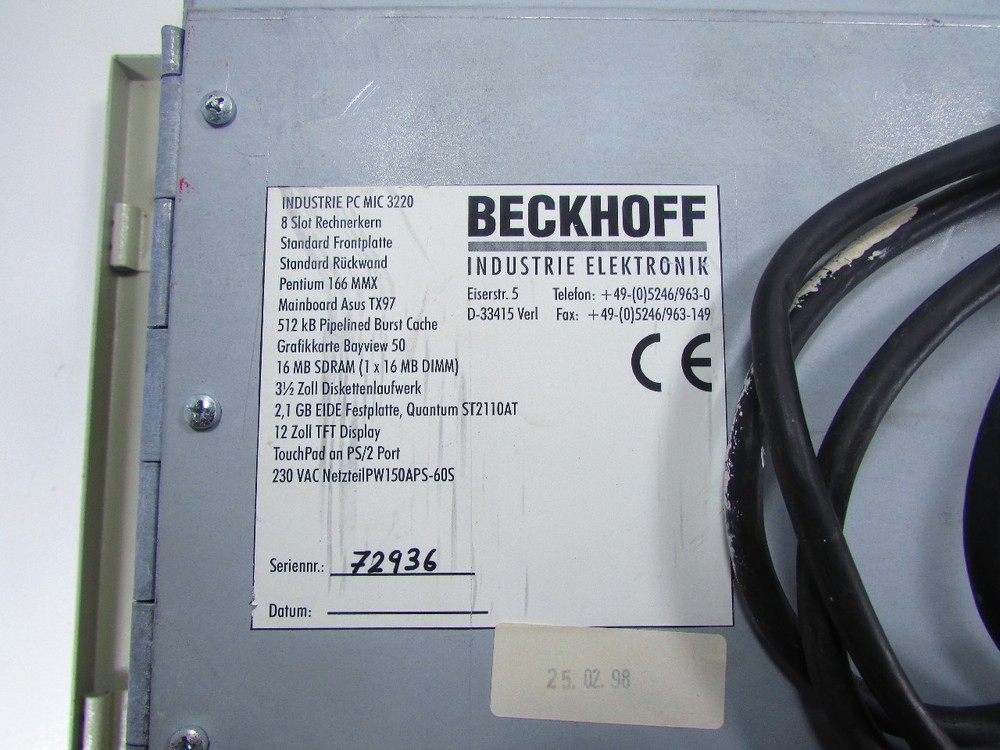 INDUSTRIE PC MIC 3220
8 Slot Rechnerkern
Standard Frontplatte
Standard Rückwand
Pentium 166 MMX
Mainboard Asus TX97
512 kB Pipelined Burst Cache
Grafikkarte Bayview 50
16 MB SDRAM (1 x 16 MB DIMM)
3½ Zoll Diskettenlaufwerk
2,1 GB EIDE Festplatte, Quantum ST2110AT
12 Zoll TFT Display
TouchPad an PS/2 Port
230 VAC NetzteilPW150APS-60S
BECKHOFF
INDUSTRIE ELEKTRONIK
Eiserstr. 5 Telefon: +49-(0)5246/963-0
D-33415 Verl Fax: +49-(0)5246/963-149
CE
Seriennr.: 72936
Datum:
25. 02. 98